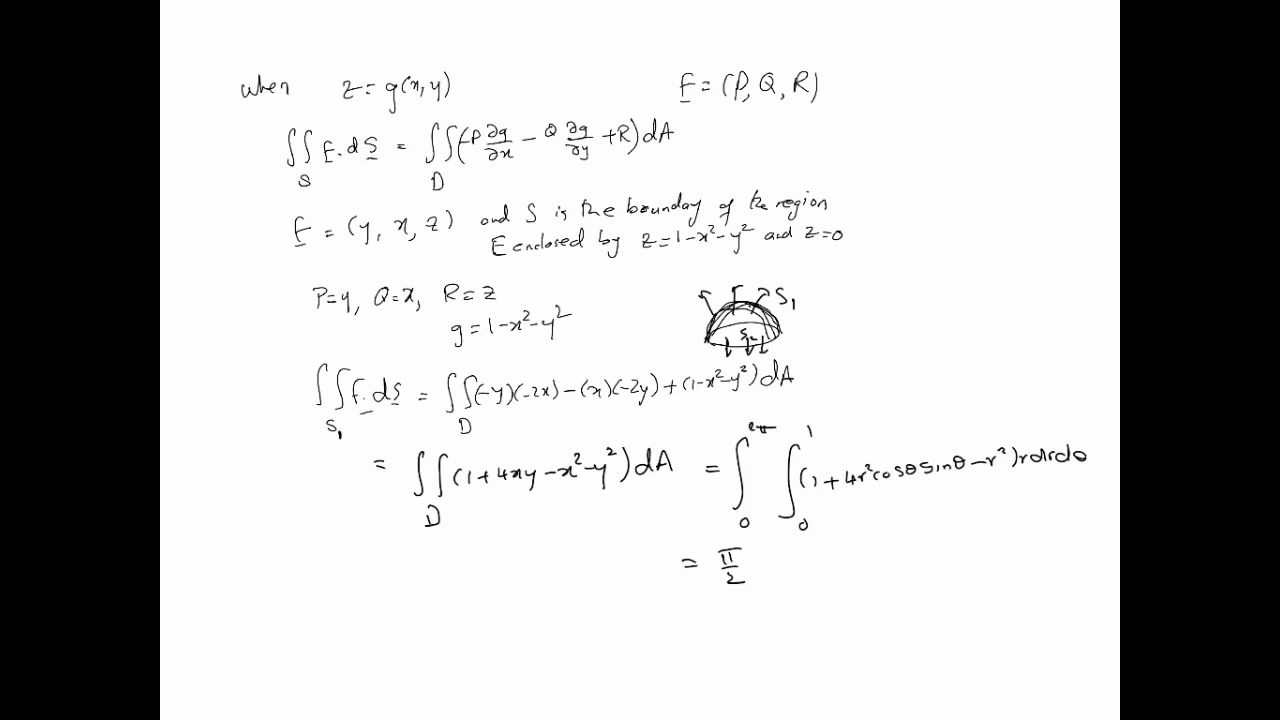 when z = g(x, y) F = (P, Q, R)
∬_S F . dS = ∬_D (-P ∂g/∂x - Q ∂g/∂y + R) dA
F = (y, x, z) and S is the boundary of the region
E enclosed by z = 1 - x² - y² and z = 0
P = y, Q = x, R = z
g = 1 - x² - y²
S₁
S₂
∬_S₁ F . dS = ∬_D (-y)(-2x) - (x)(-2y) + (1 - x² - y²) dA
= ∬_D (1 + 4xy - x² - y²) dA = ∫₀^2π ∫₀^1 (1 + 4r² cosθ sinθ - r²) r dr dθ
= π/2